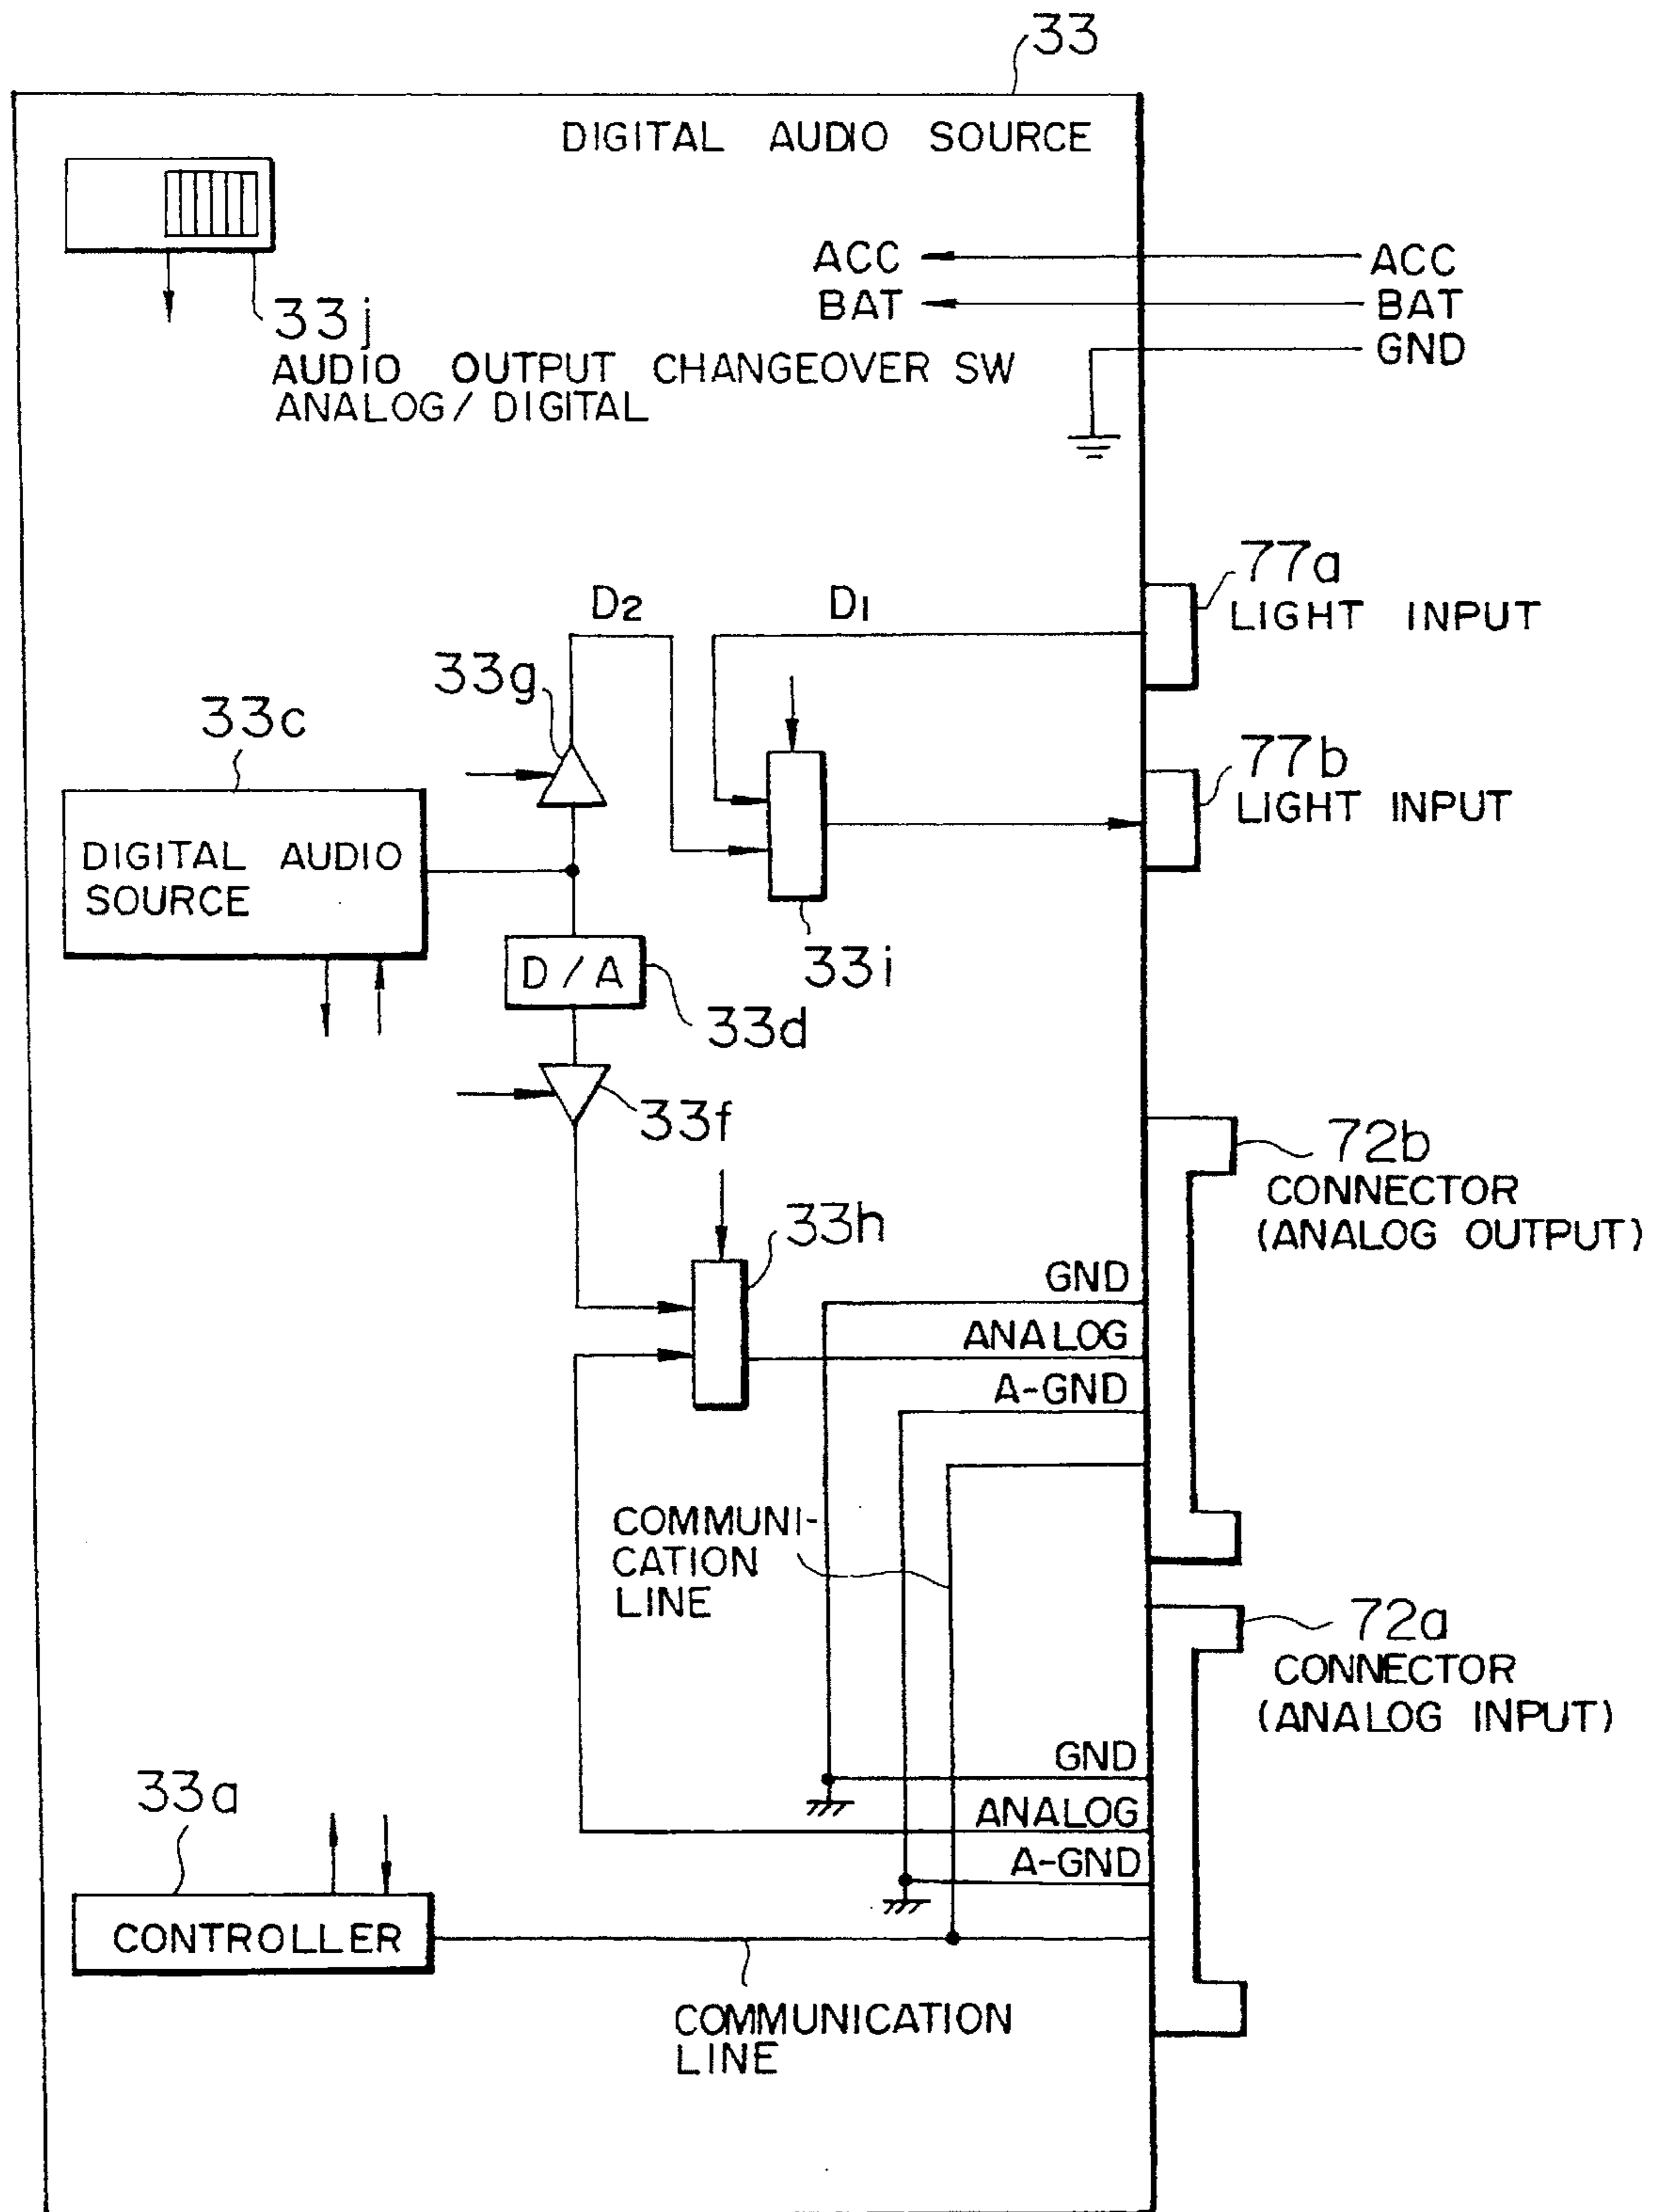 33
DIGITAL AUDIO SOURCE
ACC
ACC
BAT
BAT
GND
33j
AUDIO OUTPUT CHANGEOVER SW
ANALOG/DIGITAL
77a
LIGHT INPUT
D2
D1
33g
33c
77b
LIGHT INPUT
DIGITAL AUDIO
SOURCE
33i
D/A
33d
33f
72b
CONNECTOR
(ANALOG OUTPUT)
33h
GND
ANALOG
A-GND
COMMUNI-
CATION
LINE
72a
CONNECTOR
(ANALOG INPUT)
GND
ANALOG
A-GND
33a
CONTROLLER
COMMUNICATION
LINE